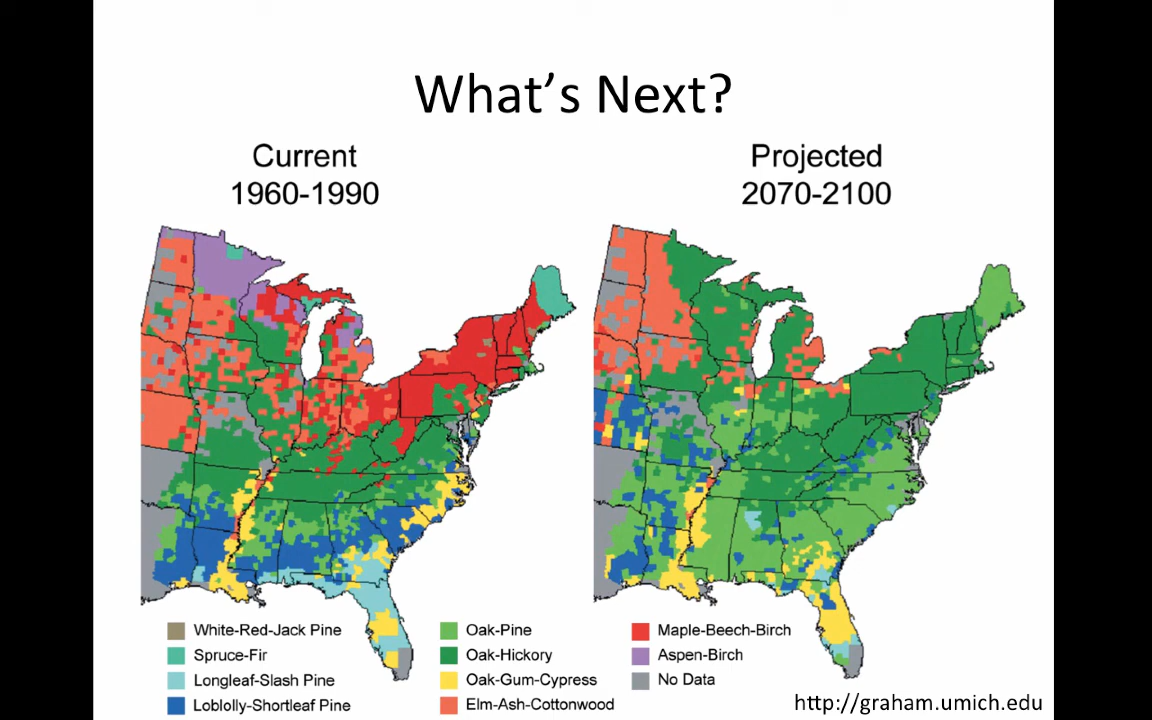 What's Next?
Current
1960-1990
Projected
2070-2100
White-Red-Jack Pine
Spruce-Fir
Longleaf-Slash Pine
Loblolly-Shortleaf Pine
Oak-Pine
Oak-Hickory
Oak-Gum-Cypress
Elm-Ash-Cottonwood
Maple-Beech-Birch
Aspen-Birch
No Data
http://graham.umich.edu